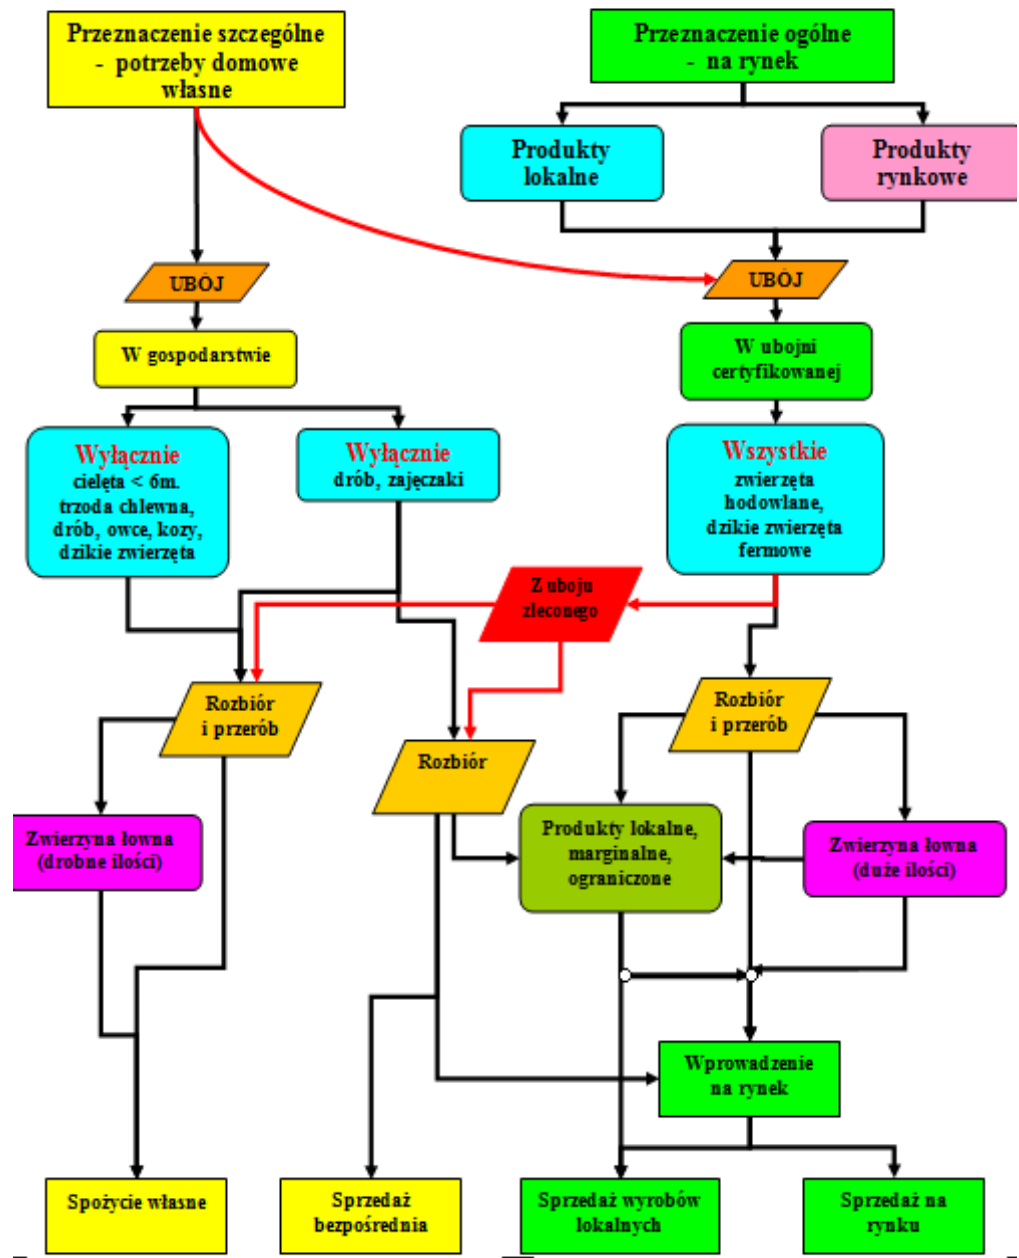 Przeznaczenie szczególne
- potrzeby domowe
własne
Przeznaczenie ogólne
- na rynek
Produkty
lokalne
Produkty
rynkowe
UBÓJ
UBÓJ
W gospodarstwie
W ubojni
certyfikowanej
Wyłącznie
cielęta < 6m.
trzoda chlewna,
drób, owce, kozy,
dzikie zwierzęta
Wyłącznie
drób, zajęczaki
Wszystkie
zwierzęta
hodowlane,
dzikie zwierzęta
fermowe
Z uboju
zleconego
Rozbiór
i przerób
Rozbiór
Rozbiór
i przerób
Zwierzyna łowna
(drobne ilości)
Produkty lokalne,
marginalne,
ograniczone
Zwierzyna łowna
(duże ilości)
Wprowadzenie
na rynek
Spożycie własne
Sprzedaż
bezpośrednia
Sprzedaż wyrobów
lokalnych
Sprzedaż na
rynku